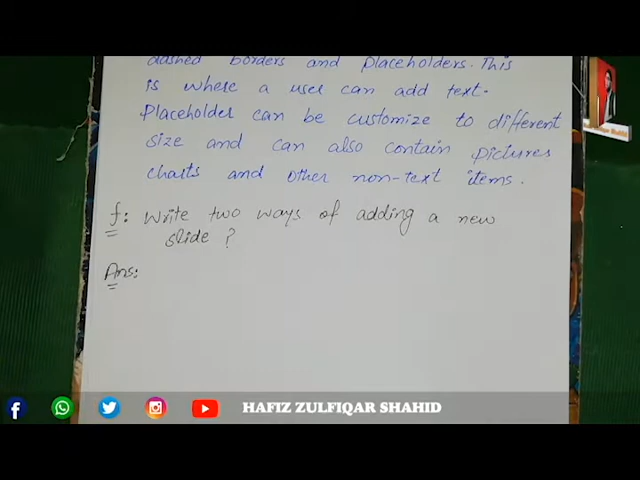 dashed borders and placeholders. This
is where a user can add text.
Placeholder can be customize to different
size and can also contain pictures
charts and other non-text items.
f: Write two ways of adding a new
slide ?
Ans:
HAFIZ ZULFIQAR SHAHID